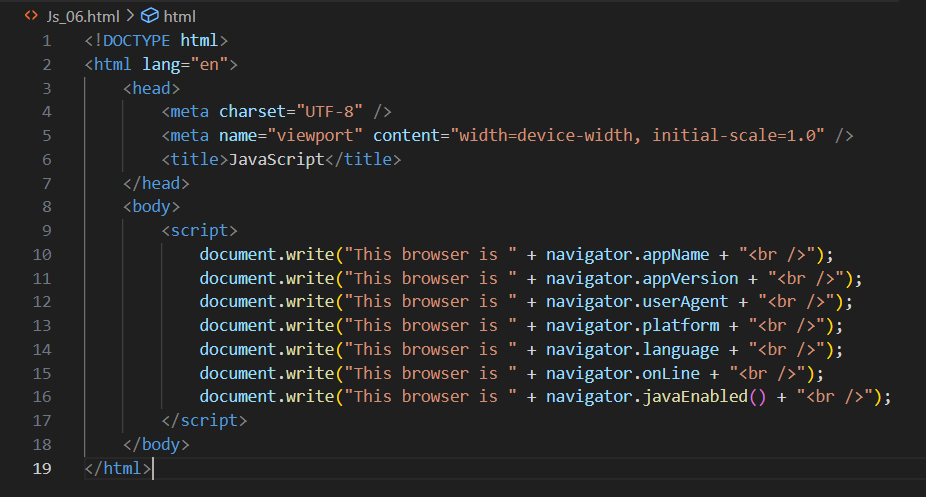 <> Js_06.html > html
1 <!DOCTYPE html>
2 <html lang="en">
3     <head>
4         <meta charset="UTF-8" />
5         <meta name="viewport" content="width=device-width, initial-scale=1.0" />
6         <title>JavaScript</title>
7     </head>
8     <body>
9         <script>
10             document.write("This browser is " + navigator.appName + "<br />");
11             document.write("This browser is " + navigator.appVersion + "<br />");
12             document.write("This browser is " + navigator.userAgent + "<br />");
13             document.write("This browser is " + navigator.platform + "<br />");
14             document.write("This browser is " + navigator.language + "<br />");
15             document.write("This browser is " + navigator.onLine + "<br />");
16             document.write("This browser is " + navigator.javaEnabled() + "<br />");
17         </script>
18     </body>
19 </html>